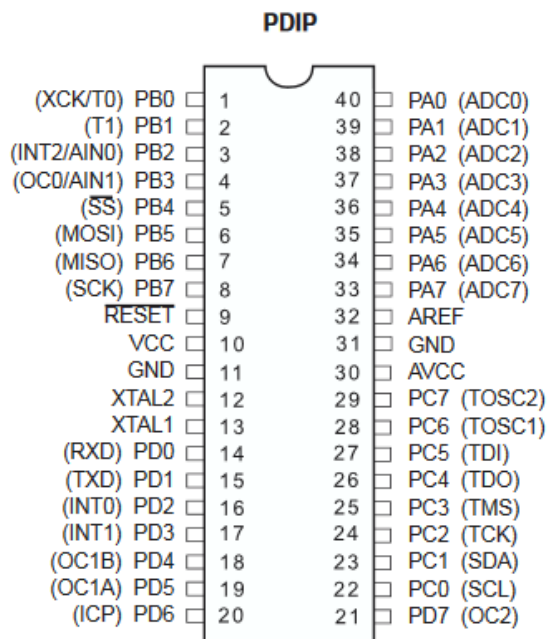 PDIP
(XCK/T0) PB0 1 40 PA0 (ADC0)
(T1) PB1 2 39 PA1 (ADC1)
(INT2/AIN0) PB2 3 38 PA2 (ADC2)
(OC0/AIN1) PB3 4 37 PA3 (ADC3)
(SS) PB4 5 36 PA4 (ADC4)
(MOSI) PB5 6 35 PA5 (ADC5)
(MISO) PB6 7 34 PA6 (ADC6)
(SCK) PB7 8 33 PA7 (ADC7)
RESET 9 32 AREF
VCC 10 31 GND
GND 11 30 AVCC
XTAL2 12 29 PC7 (TOSC2)
XTAL1 13 28 PC6 (TOSC1)
(RXD) PD0 14 27 PC5 (TDI)
(TXD) PD1 15 26 PC4 (TDO)
(INT0) PD2 16 25 PC3 (TMS)
(INT1) PD3 17 24 PC2 (TCK)
(OC1B) PD4 18 23 PC1 (SDA)
(OC1A) PD5 19 22 PC0 (SCL)
(ICP) PD6 20 21 PD7 (OC2)